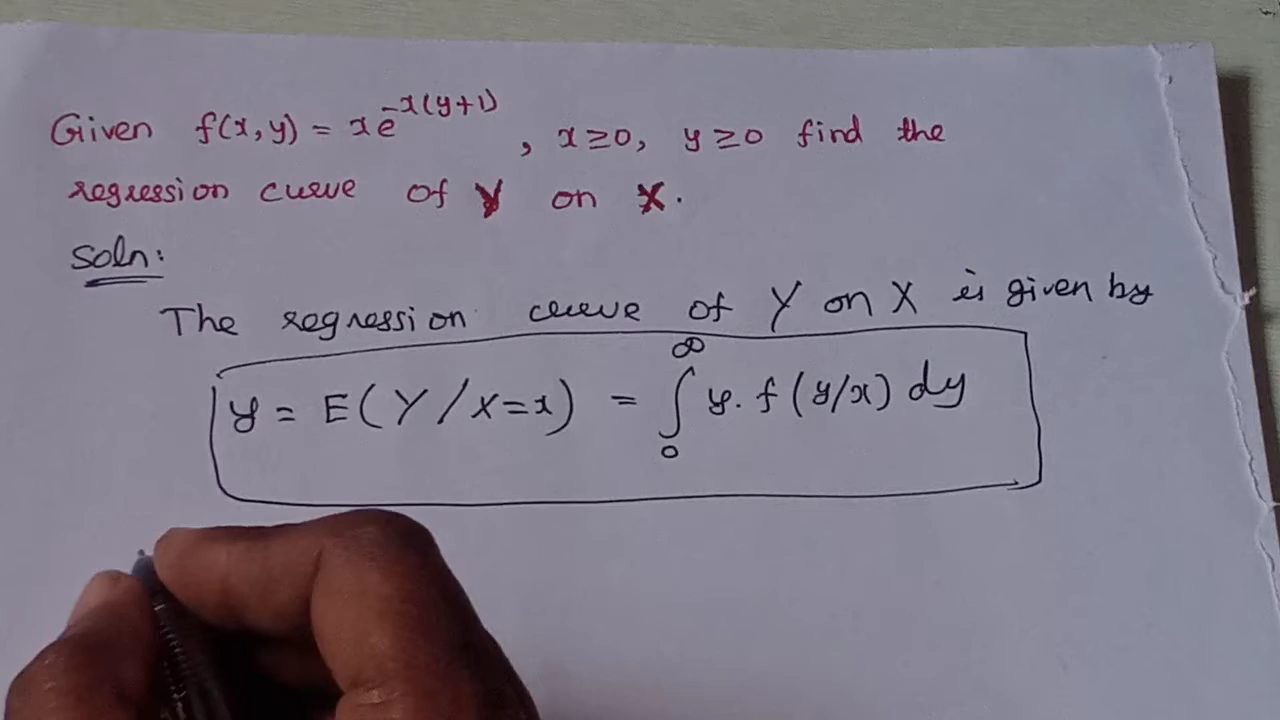 Given f(x,y) = xe^{-x(y+1)}, x≥0, y≥0 find the
regression curve of Y on X.
Soln:
The regression curve of Y on X is given by
y = E(Y/X=x) = ∫_0^∞ y. f(y/x) dy